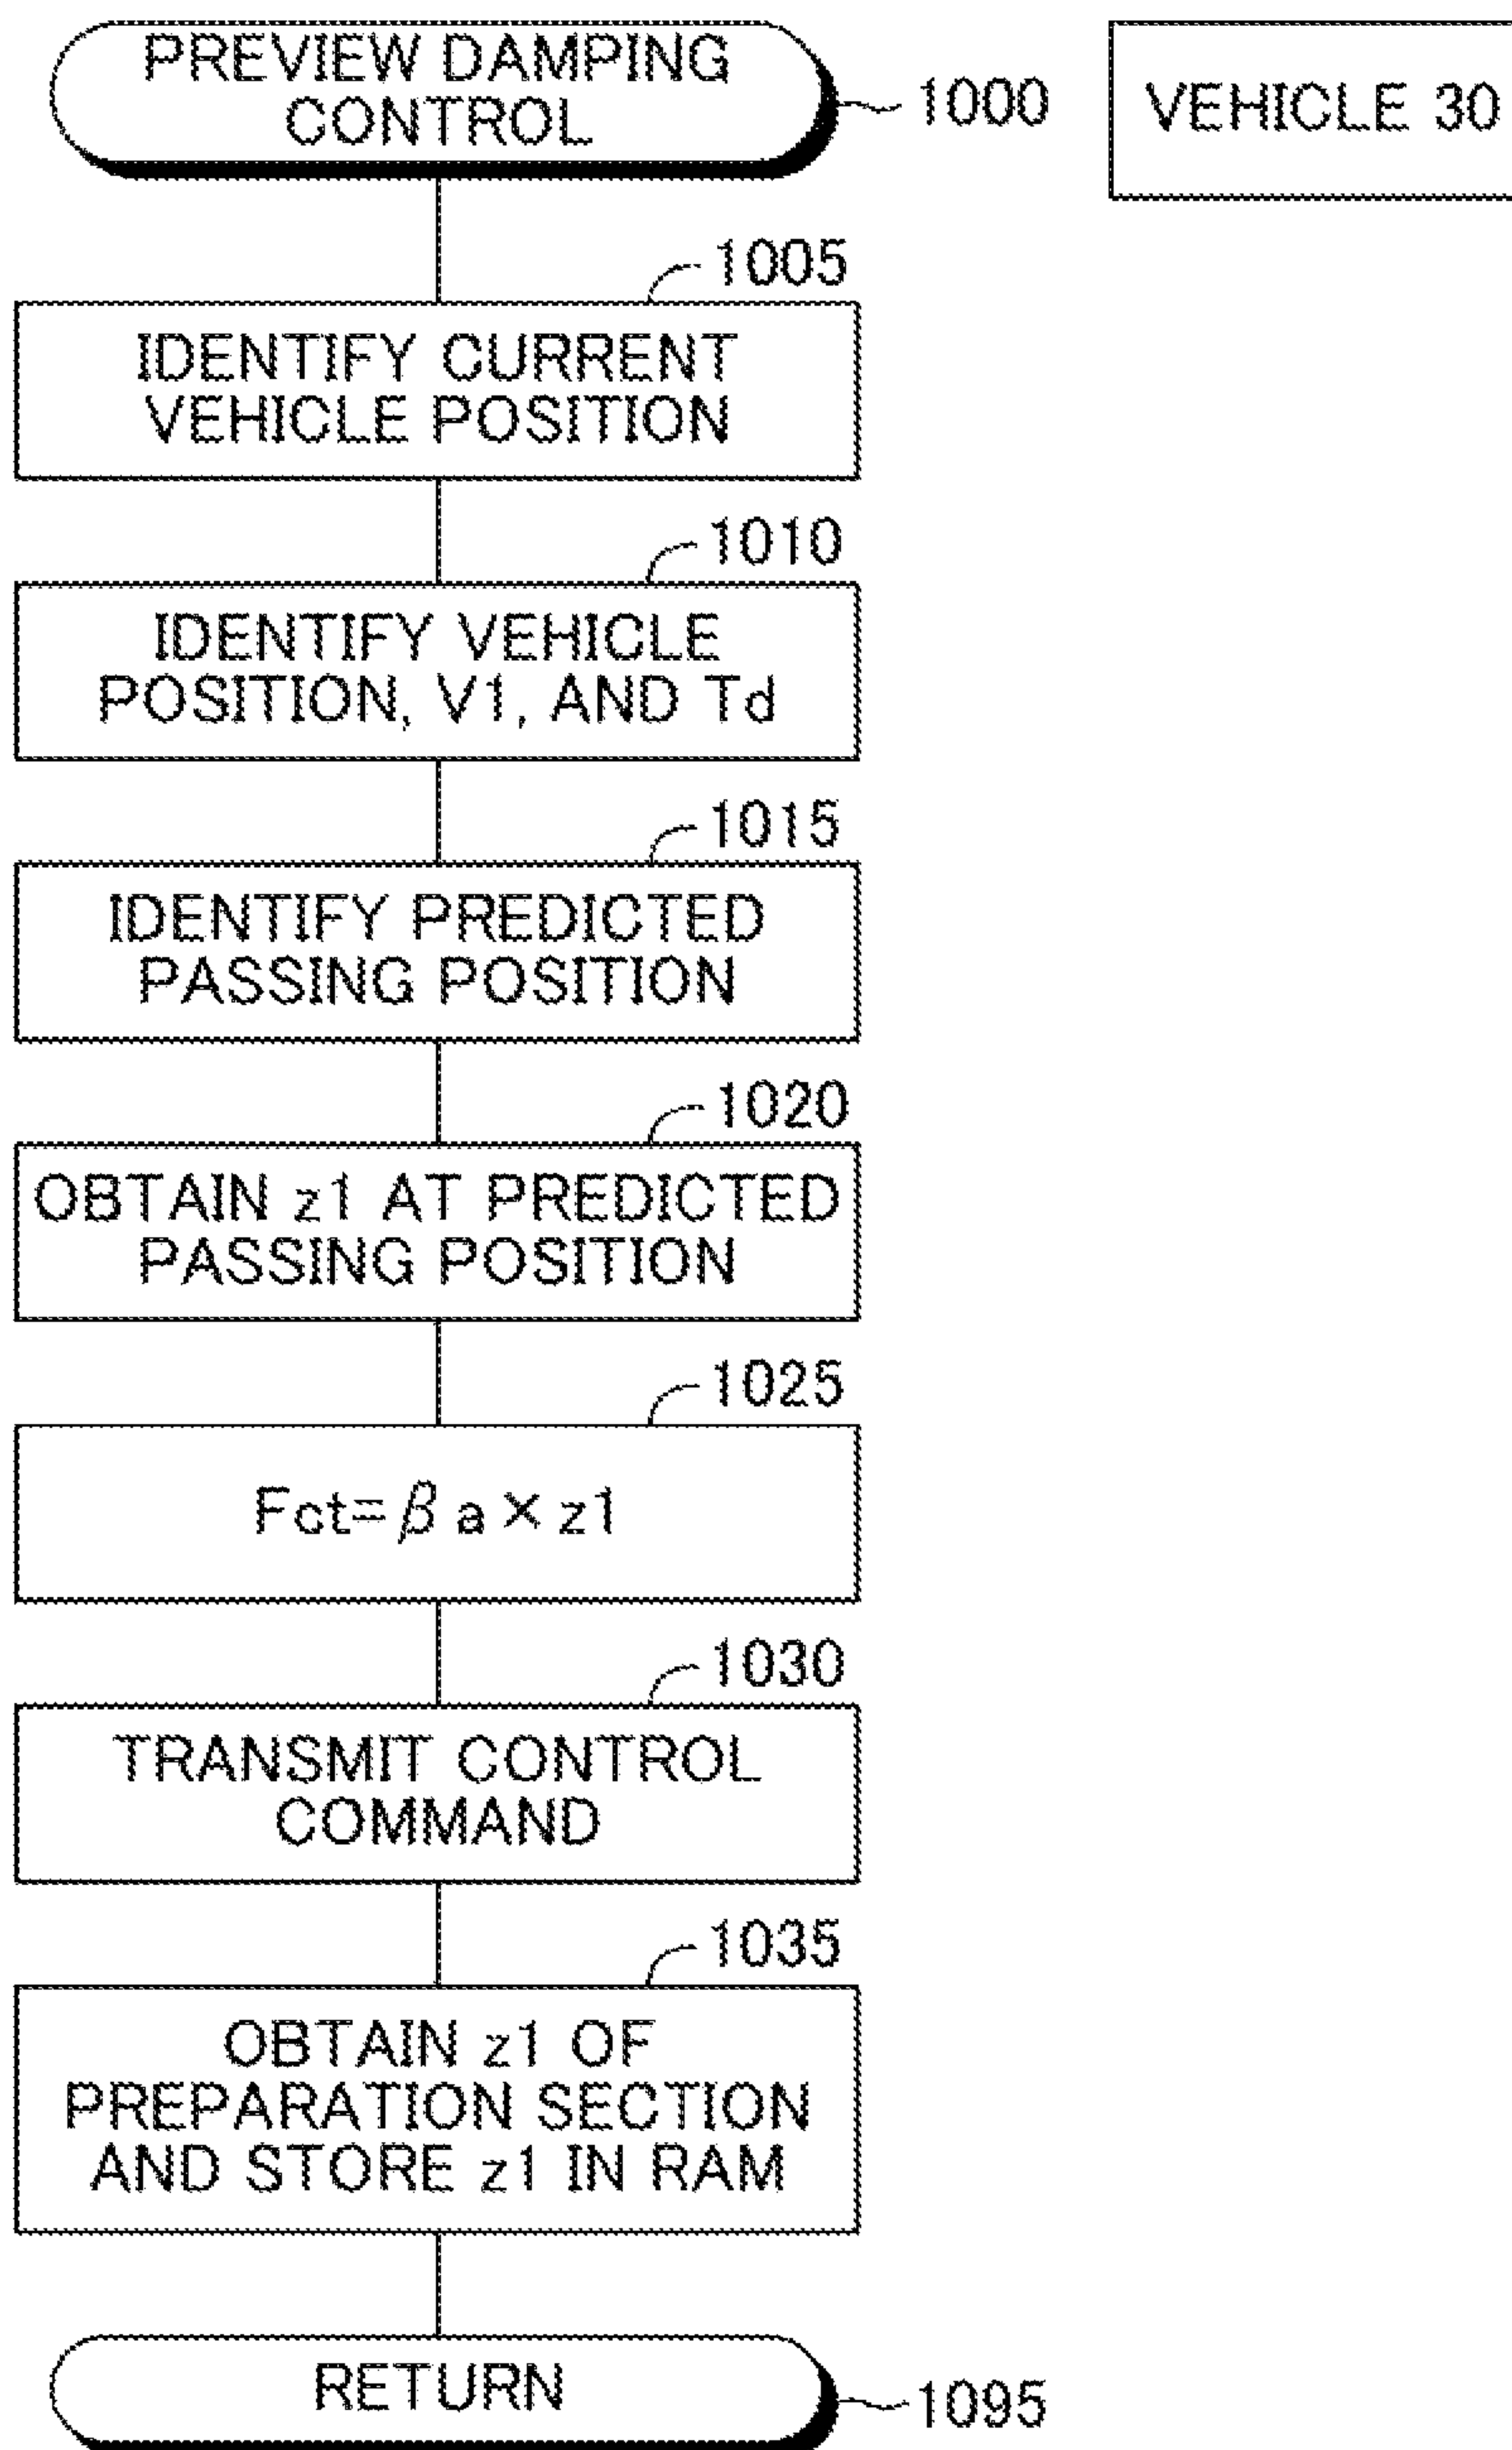 PREVIEW DAMPING
CONTROL
1000
VEHICLE 30
1005
IDENTIFY CURRENT
VEHICLE POSITION
1010
IDENTIFY VEHICLE
POSITION, V1, AND Td
1015
IDENTIFY PREDICTED
PASSING POSITION
1020
OBTAIN z1 AT PREDICTED
PASSING POSITION
1025
Fct=βa×z1
1030
TRANSMIT CONTROL
COMMAND
1035
OBTAIN z1 OF
PREPARATION SECTION
AND STORE z1 IN RAM
RETURN
1095